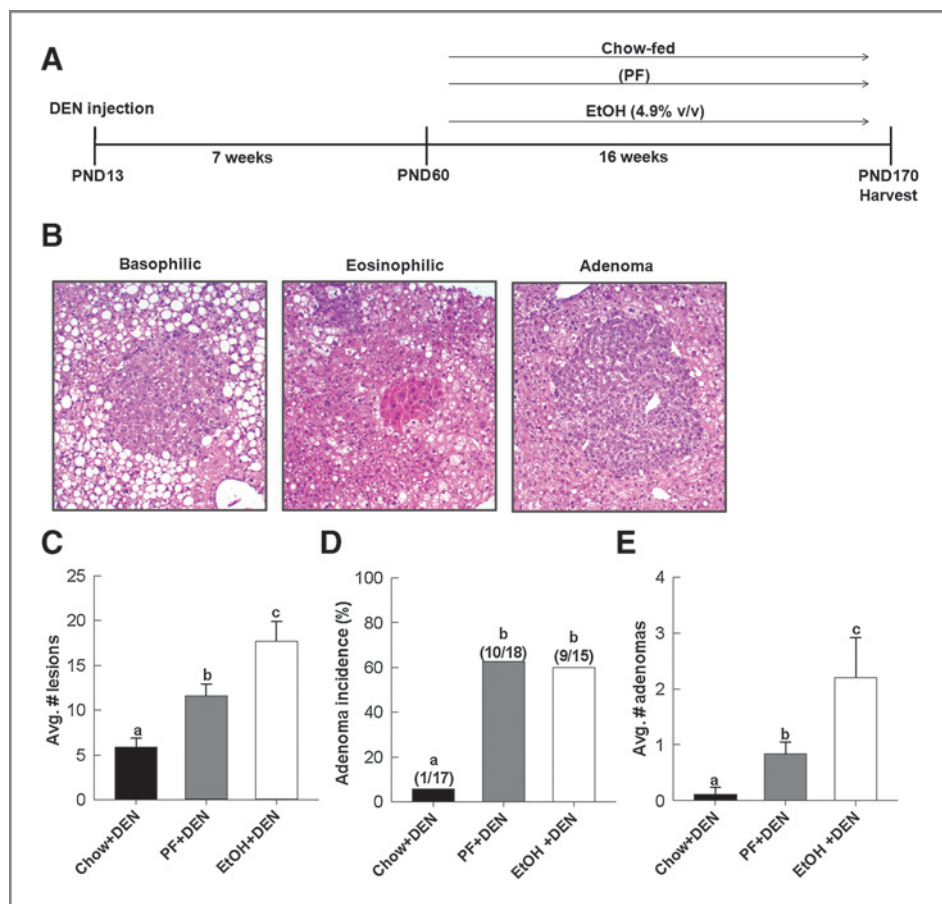 A
Chow-fed
(PF)
DEN injection
EtOH (4.9% v/v)
7 weeks
16 weeks
PND13
PND60
PND170
Harvest
B
Basophilic
Eosinophilic
Adenoma
C
Avg. # lesions
25
20
15
10
5
0
a
b
c
Chow+DEN
PF+DEN
EtOH+DEN
D
Adenoma incidence (%)
100
80
60
40
20
0
a
(1/17)
b
(10/18)
b
(9/15)
Chow+DEN
PF+DEN
EtOH +DEN
E
Avg. # adenomas
4
3
2
1
0
a
b
c
Chow+DEN
PF+DEN
EtOH +DEN